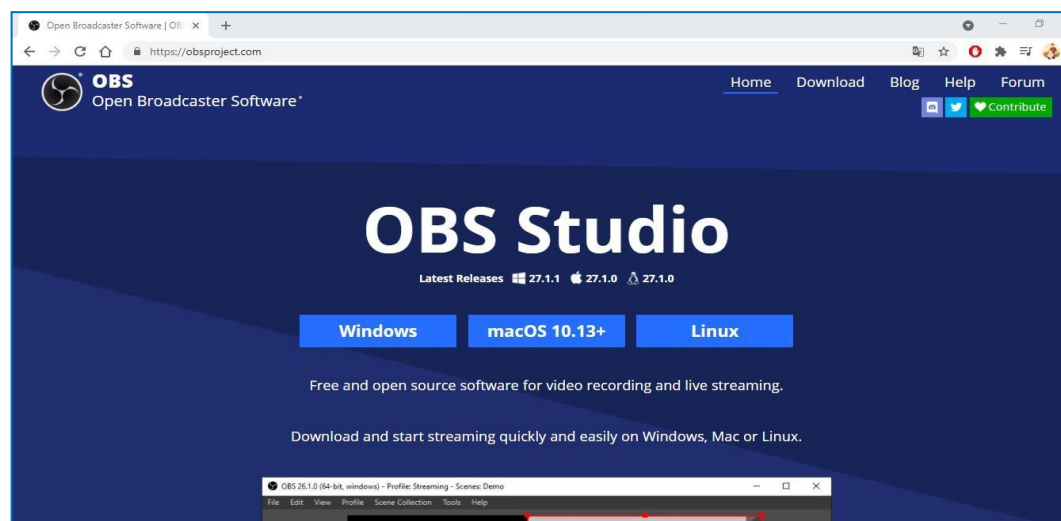 Open Broadcaster Software | OB
https://obsproject.com
OBS
Open Broadcaster Software
Home Download Blog Help Forum
Contribute
OBS Studio
Latest Releases 27.1.1 27.1.0 27.1.0
Windows macOS 10.13+ Linux
Free and open source software for video recording and live streaming.
Download and start streaming quickly and easily on Windows, Mac or Linux.
OBS 26.1.0 (64-bit, windows) - Profile: Streaming - Scenes: Demo
File Edit View Profile Scene Collection Tools Help